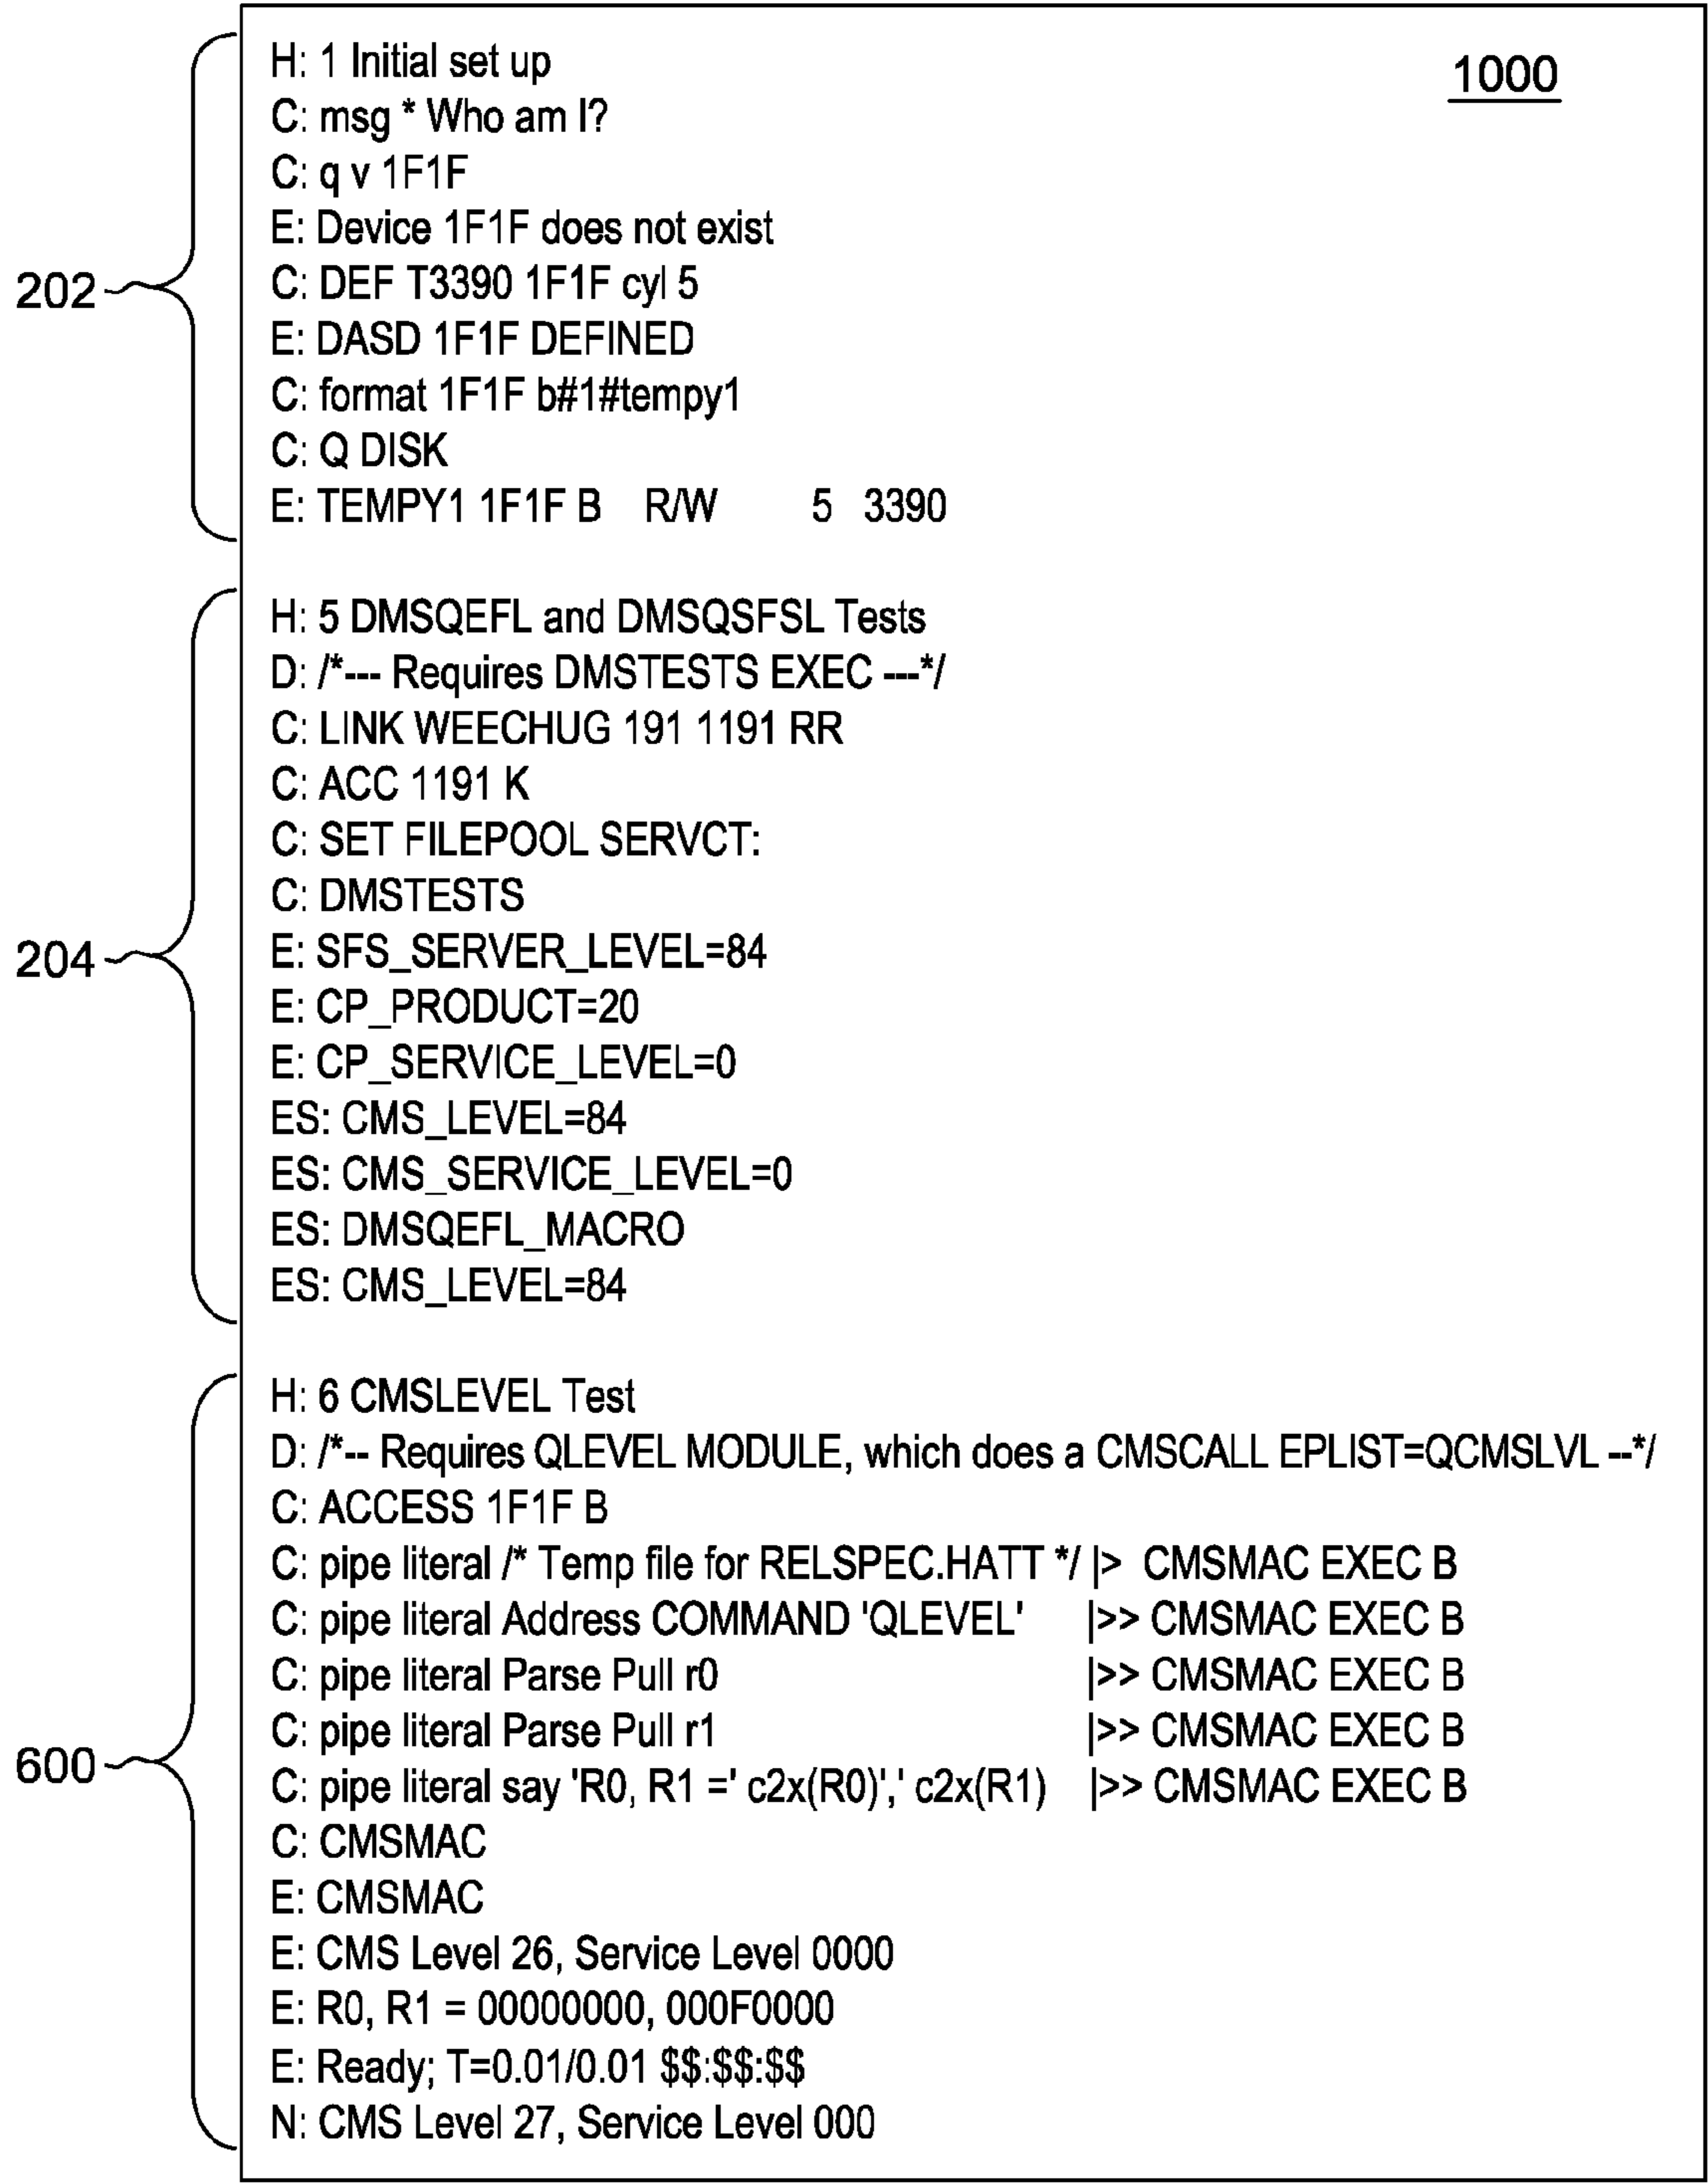 1000
H: 1 Initial set up
C: msg * Who am I?
C: q v 1F1F
E: Device 1F1F does not exist
202
C: DEF T3390 1F1F cyl 5
E: DASD 1F1F DEFINED
C: format 1F1F b#1#tempy1
C: Q DISK
E: TEMPY1 1F1F B R/W 5 3390
H: 5 DMSQEFL and DMSQSFSL Tests
D: /*--- Requires DMSTESTS EXEC ---*/
C: LINK WEECHUG 191 1191 RR
C: ACC 1191 K
C: SET FILEPOOL SERVCT:
C: DMSTESTS
204
E: SFS_SERVER_LEVEL=84
E: CP_PRODUCT=20
E: CP_SERVICE_LEVEL=0
ES: CMS_LEVEL=84
ES: CMS_SERVICE_LEVEL=0
ES: DMSQEFL_MACRO
ES: CMS_LEVEL=84
H: 6 CMSLEVEL Test
D: /*-- Requires QLEVEL MODULE, which does a CMSCALL EPLIST=QCMSLVL --*/
C: ACCESS 1F1F B
C: pipe literal /* Temp file for RELSPEC.HATT */ |> CMSMAC EXEC B
C: pipe literal Address COMMAND 'QLEVEL' |>> CMSMAC EXEC B
C: pipe literal Parse Pull r0 |>> CMSMAC EXEC B
C: pipe literal Parse Pull r1 |>> CMSMAC EXEC B
600
C: pipe literal say 'R0, R1 =' c2x(R0)',' c2x(R1) |>> CMSMAC EXEC B
C: CMSMAC
E: CMSMAC
E: CMS Level 26, Service Level 0000
E: R0, R1 = 00000000, 000F0000
E: Ready; T=0.01/0.01 $$:$$:$$
N: CMS Level 27, Service Level 000